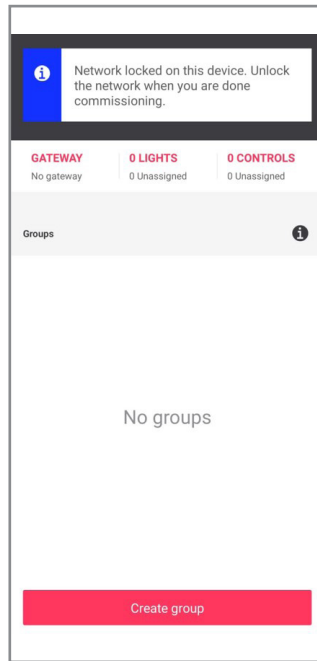 Network locked on this device. Unlock
the network when you are done
commissioning.
GATEWAY
No gateway
0 LIGHTS
0 Unassigned
0 CONTROLS
0 Unassigned
Groups
No groups
Create group